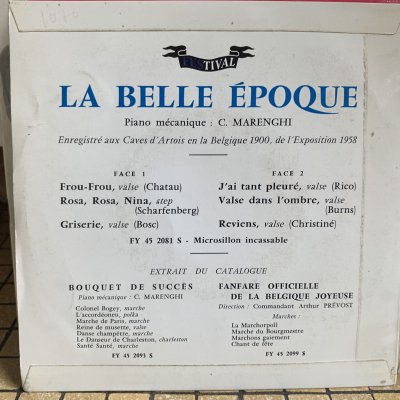 FESTIVAL
LA BELLE ÉPOQUE
Piano mécanique : C. MARENGHI
Enregistré aux Caves d'Artois en la Belgique 1900, de l'Exposition 1958
FACE 1
Frou-Frou, valse (Chatau)
Rosa, Rosa, Nina, step
(Scharfenberg)
Griserie, valse (Bosc)
FACE 2
J'ai tant pleuré, valse (Rico)
Valse dans l'ombre, valse
(Burns)
Reviens, valse (Christiné)
FY 45 2081 S - Microsillon incassable
EXTRAIT DU CATALOGUE
BOUQUET DE SUCCÈS
Piano mécanique : C. MARENGHI
Colonel Bogey, marche
L'accordéoneu, polka
Marche de Paris, marche
Reine de musette, valse
Danse champêtre, marche
Le Danseur de Charleston, charleston
Santé Santé, marche
FY 45 2093 S
FANFARE OFFICIELLE
DE LA BELGIQUE JOYEUSE
Direction : Commandant Arthur PRÉVOST
Marches :
La Marchorpoll
Marche du Bourgmestre
Marchons gaiement
Chant de fête
FY 45 2099 S